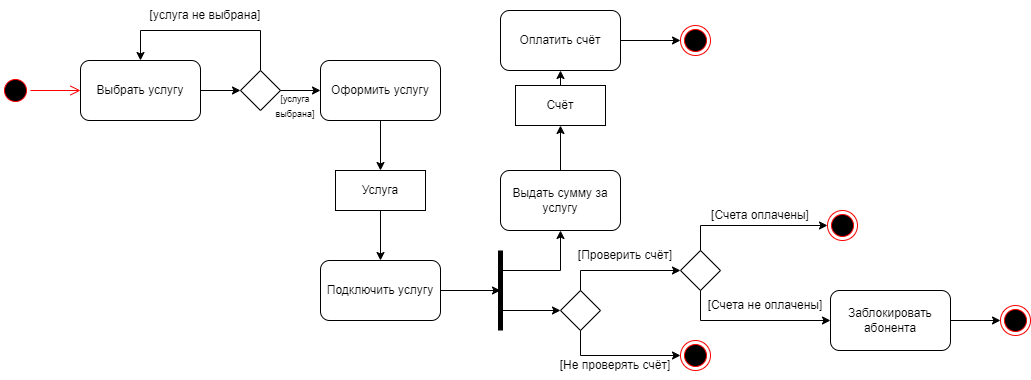 [услуга не выбрана]
Выбрать услугу
[услуга
выбрана]
Оформить услугу
Услуга
Подключить услугу
Оплатить счёт
Счёт
Выдать сумму за
услугу
[Проверить счёт]
[Не проверять счёт]
[Счета оплачены]
[Счета не оплачены]
Заблокировать
абонента